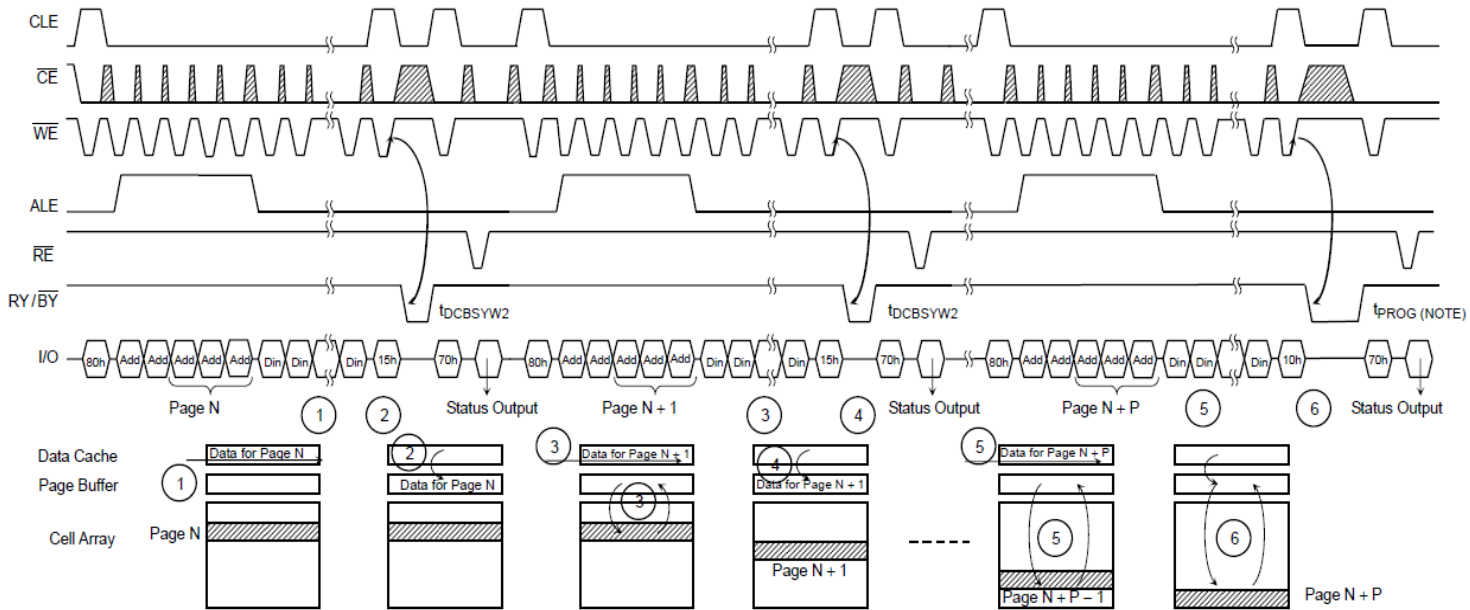 CLE
CE
WE
ALE
RE
RY/BY
tDCBSYW2 tDCBSYW2 tPROG (NOTE)
I/O 80h Add Add Add Add Add Din Din Din 15h 70h 80h Add Add Add Add Add Din Din Din 15h 70h 80h Add Add Add Add Add Din Din Din 10h 70h
Page N Status Output Page N + 1 Status Output Page N + P Status Output
1 2 3 4 5 6
Data Cache Data for Page N 2 3 Data for Page N + 1 4 5 Data for Page N + P
Page Buffer 1 Data for Page N 3 Data for Page N + 1
Cell Array Page N 5 6
Page N + 1
Page N + P – 1 Page N + P